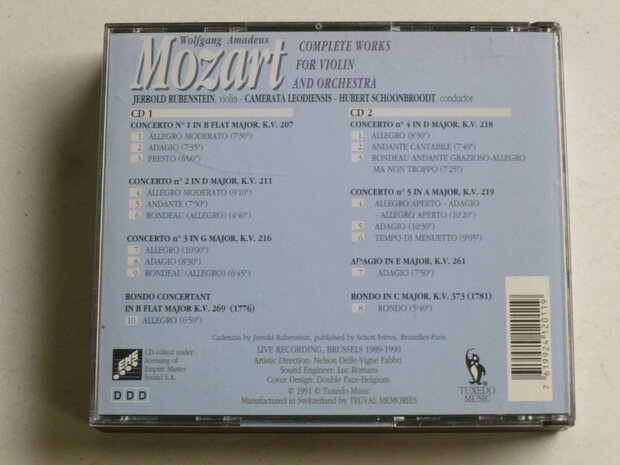 Wolfgang Amadeus
Mozart
COMPLETE WORKS
FOR VIOLIN
AND ORCHESTRA
JERROLD RUBENSTEIN, violin - CAMERATA LEODIENSIS - HUBERT SCHOONBROODT, conductor
CD 1
CONCERTO N° 1 IN B FLAT MAJOR, K.V. 207
1 ALLEGRO MODERATO (7'30")
2 ADAGIO (7'35")
3 PRESTO (6'00")
CONCERTO n° 2 IN D MAJOR, K.V. 211
4 ALLEGRO MODERATO (9'10")
5 ANDANTE (7'50")
6 RONDEAU (ALLEGRO) (4'40")
CONCERTO n° 3 IN G MAJOR, K.V. 216
7 ALLEGRO (10'00")
8 ADAGIO (8'30")
9 RONDEAU (ALLEGRO) (6'45")
RONDO CONCERTANT
IN B FLAT MAJOR K.V. 269 (1776)
10 ALLEGRO (6'50")
CD 2
CONCERTO n° 4 IN D MAJOR, K.V. 218
1 ALLEGRO (8'50")
2 ANDANTE CANTABILE (7'40")
3 RONDEAU ANDANTE GRAZIOSO-ALLEGRO
MA NON TROPPO (7'25")
CONCERTO n° 5 IN A MAJOR, K.V. 219
4 ALLEGRO APERTO - ADAGIO
- ALLEGRO APERTO (10'20")
5 ADAGIO (10'30")
6 TEMPO DI MENUETTO (9'05")
ADAGIO IN E MAJOR, K.V. 261
7 ADAGIO (7'50")
RONDO IN C MAJOR, K.V. 373 (1781)
8 RONDO (5'40")
Cadenzas by Jerrold Rubenstein, published by Schott Frères, Bruxelles-Paris
LIVE RECORDING, BRUSSELS 1989-1990
Artistic Direction: Nelson Delle-Vigne Fabbri
Sound Engineer: Luc Romans
Cover Design: Double Face-Belgium.
© 1991 © Tuxedo Music
Manufactured in Switzerland by TECVAL MEMORIES
EMS
CD edited under
licensing of
Empire Master
Sound S.A.
DDD
TUXEDO
MUSIC
7 619924 120119